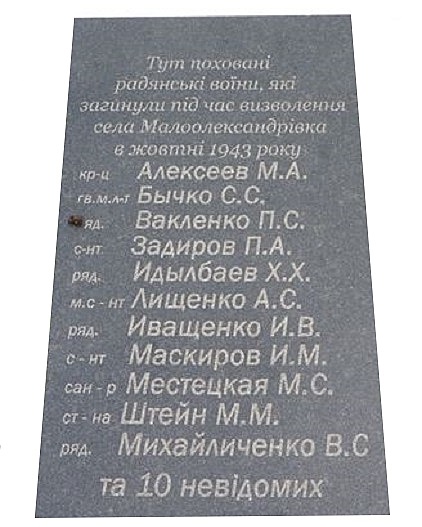 Тут поховані
радянські воїни, які
загинули під час визволення
села Малоолександрівка
в жовтні 1943 року
кр-ц Алексеев М.А.
гв.м.л-т Бычко С.С.
ряд. Вакленко П.С.
с-нт Задиров П.А.
ряд. Идылбаев Х.Х.
м.с - нт Лищенко А.С.
ряд. Иващенко И.В.
с - нт Маскиров И.М.
сан - р Местецкая М.С.
ст - на Штейн М.М.
ряд. Михайличенко В.С
та 10 невідомих